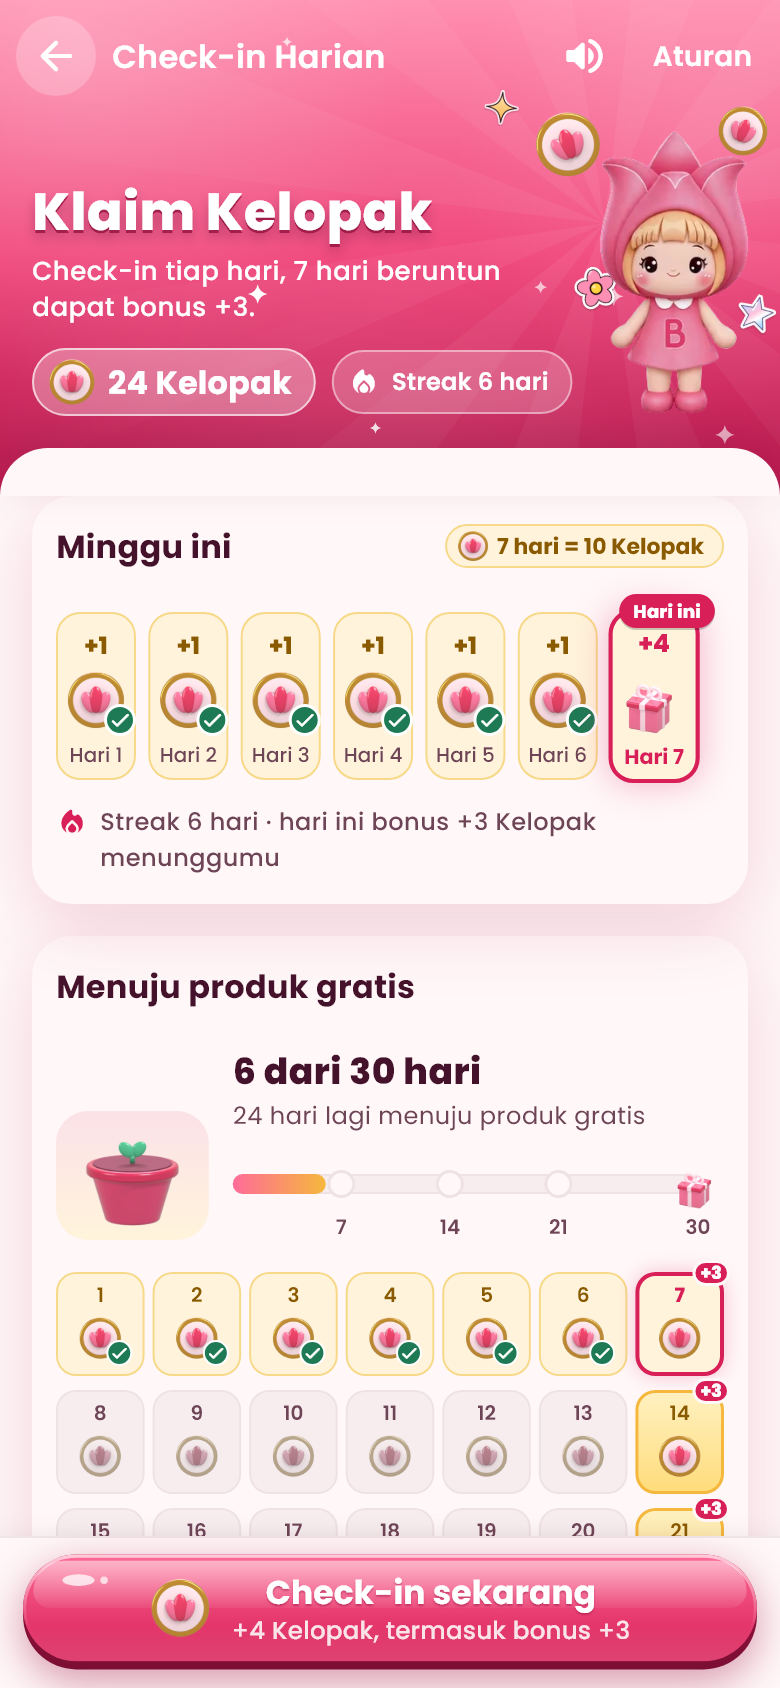 Check-in Harian
Aturan
Klaim Kelopak
Check-in tiap hari, 7 hari beruntun
dapat bonus +3.
B
24 Kelopak
Streak 6 hari
Minggu ini
7 hari = 10 Kelopak
Hari ini
+1 +1 +1 +1 +1 +1 +4
Hari 1 Hari 2 Hari 3 Hari 4 Hari 5 Hari 6 Hari 7
Streak 6 hari · hari ini bonus +3 Kelopak
menunggumu
Menuju produk gratis
6 dari 30 hari
24 hari lagi menuju produk gratis
7 14 21 30
+3
1 2 3 4 5 6 7
+3
8 9 10 11 12 13 14
+3
15 16 17 18 19 20 21
Check-in sekarang
+4 Kelopak, termasuk bonus +3